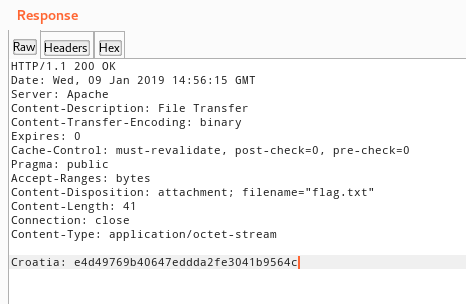 Response
Raw Headers Hex
HTTP/1.1 200 OK
Date: Wed, 09 Jan 2019 14:56:15 GMT
Server: Apache
Content-Description: File Transfer
Content-Transfer-Encoding: binary
Expires: 0
Cache-Control: must-revalidate, post-check=0, pre-check=0
Pragma: public
Accept-Ranges: bytes
Content-Disposition: attachment; filename="flag.txt"
Content-Length: 41
Connection: close
Content-Type: application/octet-stream
Croatia: e4d49769b40647eddda2fe3041b9564c